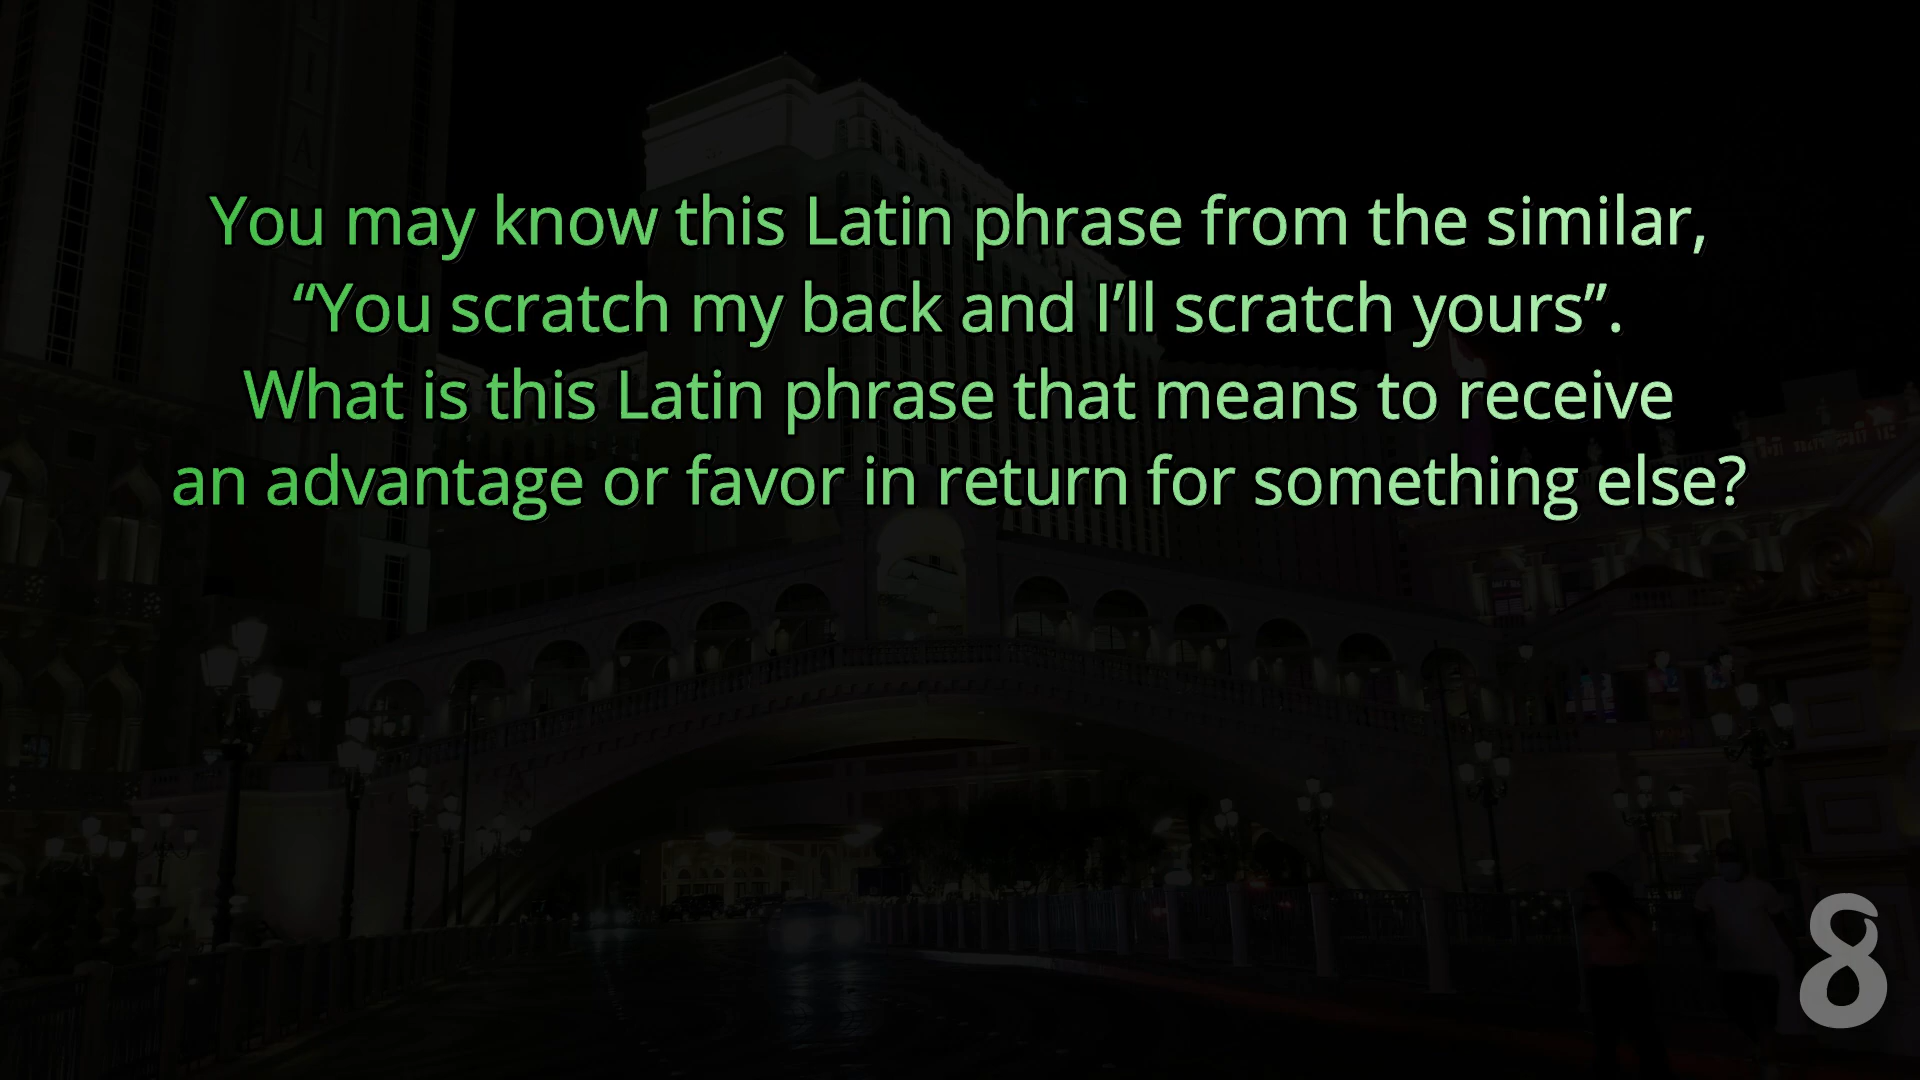 You may know this Latin phrase from the similar,
“You scratch my back and I’ll scratch yours”.
What is this Latin phrase that means to receive
an advantage or favor in return for something else?
8